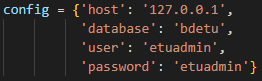 config = {'host': '127.0.0.1',
'database': 'bdetu',
'user': 'etuadmin',
'password': 'etuadmin'}